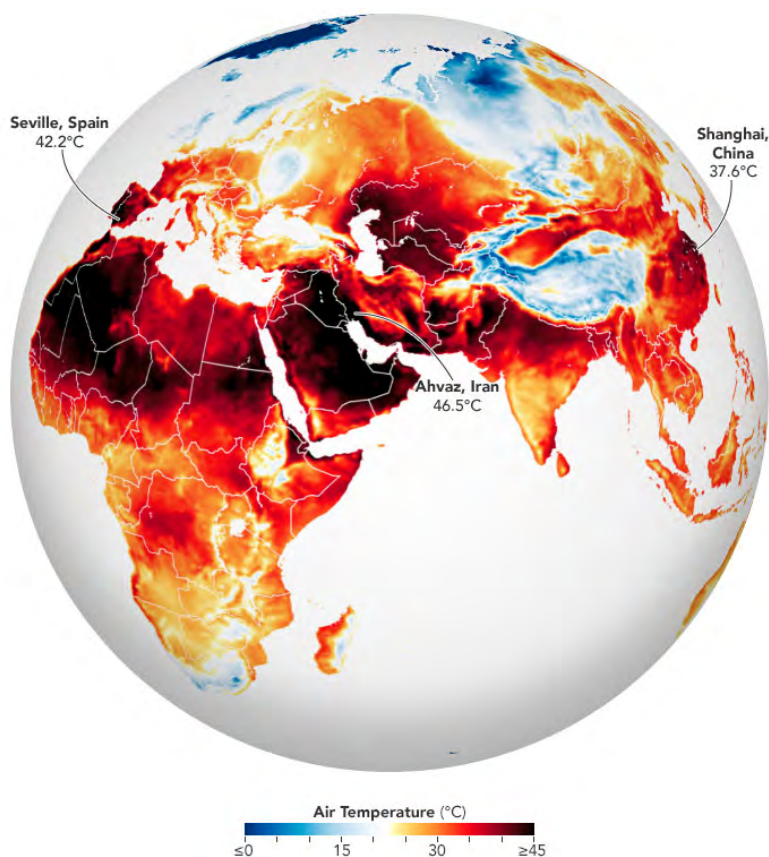 Seville, Spain
42.2°C
Shanghai,
China
37.6°C
Ahvaz, Iran
46.5°C
Air Temperature (°C)
≤0 15 30 ≥45